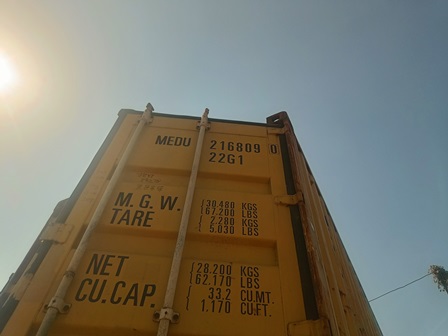 MEDU 216809 0
22G1
M.G.W. 30.480 KGS
67.200 LBS
TARE 2.280 KGS
5.030 LBS
NET 28.200 KGS
62.170 LBS
CU.CAP. 33.2 CU.MT.
1.170 CU.FT.